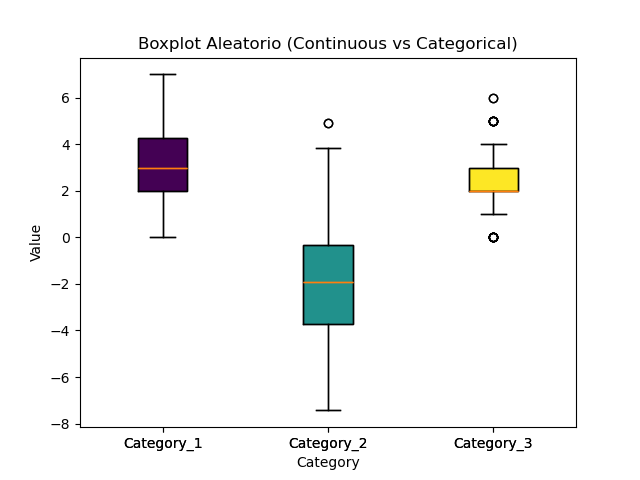 Boxplot Aleatorio (Continuous vs Categorical)
6
4
2
0
−2
−4
−6
−8
Value
Category_1
Category_2
Category_3
Category